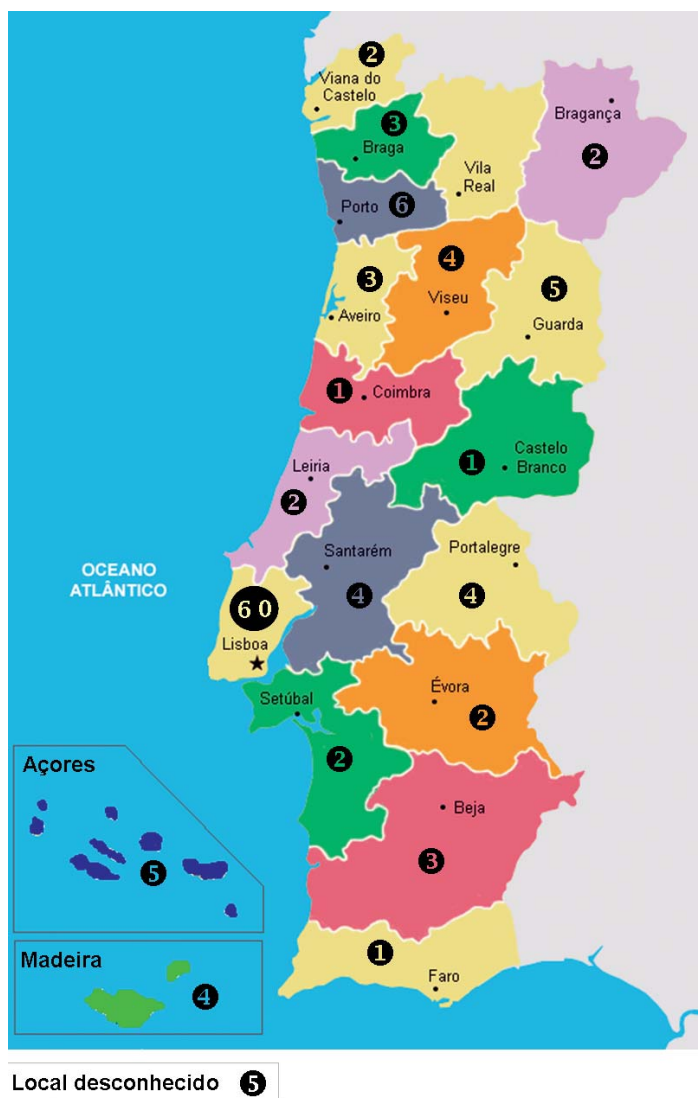 2
Viana do
Castelo
Bragança
3
Braga
2
Vila
Real
Porto 6
4
3
5
Viseu
Aveiro
Guarda
1 Coimbra
Castelo
Branco
1
Leiria
2
Santarém
Portalegre
OCEANO
ATLÂNTICO
60
4
4
Lisboa
Évora
Setúbal
2
2
Açores
Beja
3
5
1
Madeira
Faro
4
Local desconhecido 5